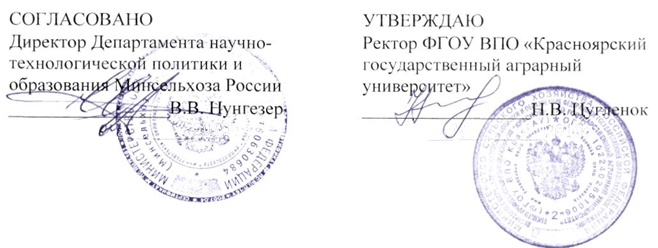 СОГЛАСОВАНО
Директор Департамента научно-
технологической политики и
образования Минсельхоза России
В.В. Нунгезер
УТВЕРЖДАЮ
Ректор ФГОУ ВПО «Красноярский
государственный аграрный
университет»
Н.В. Цугленок